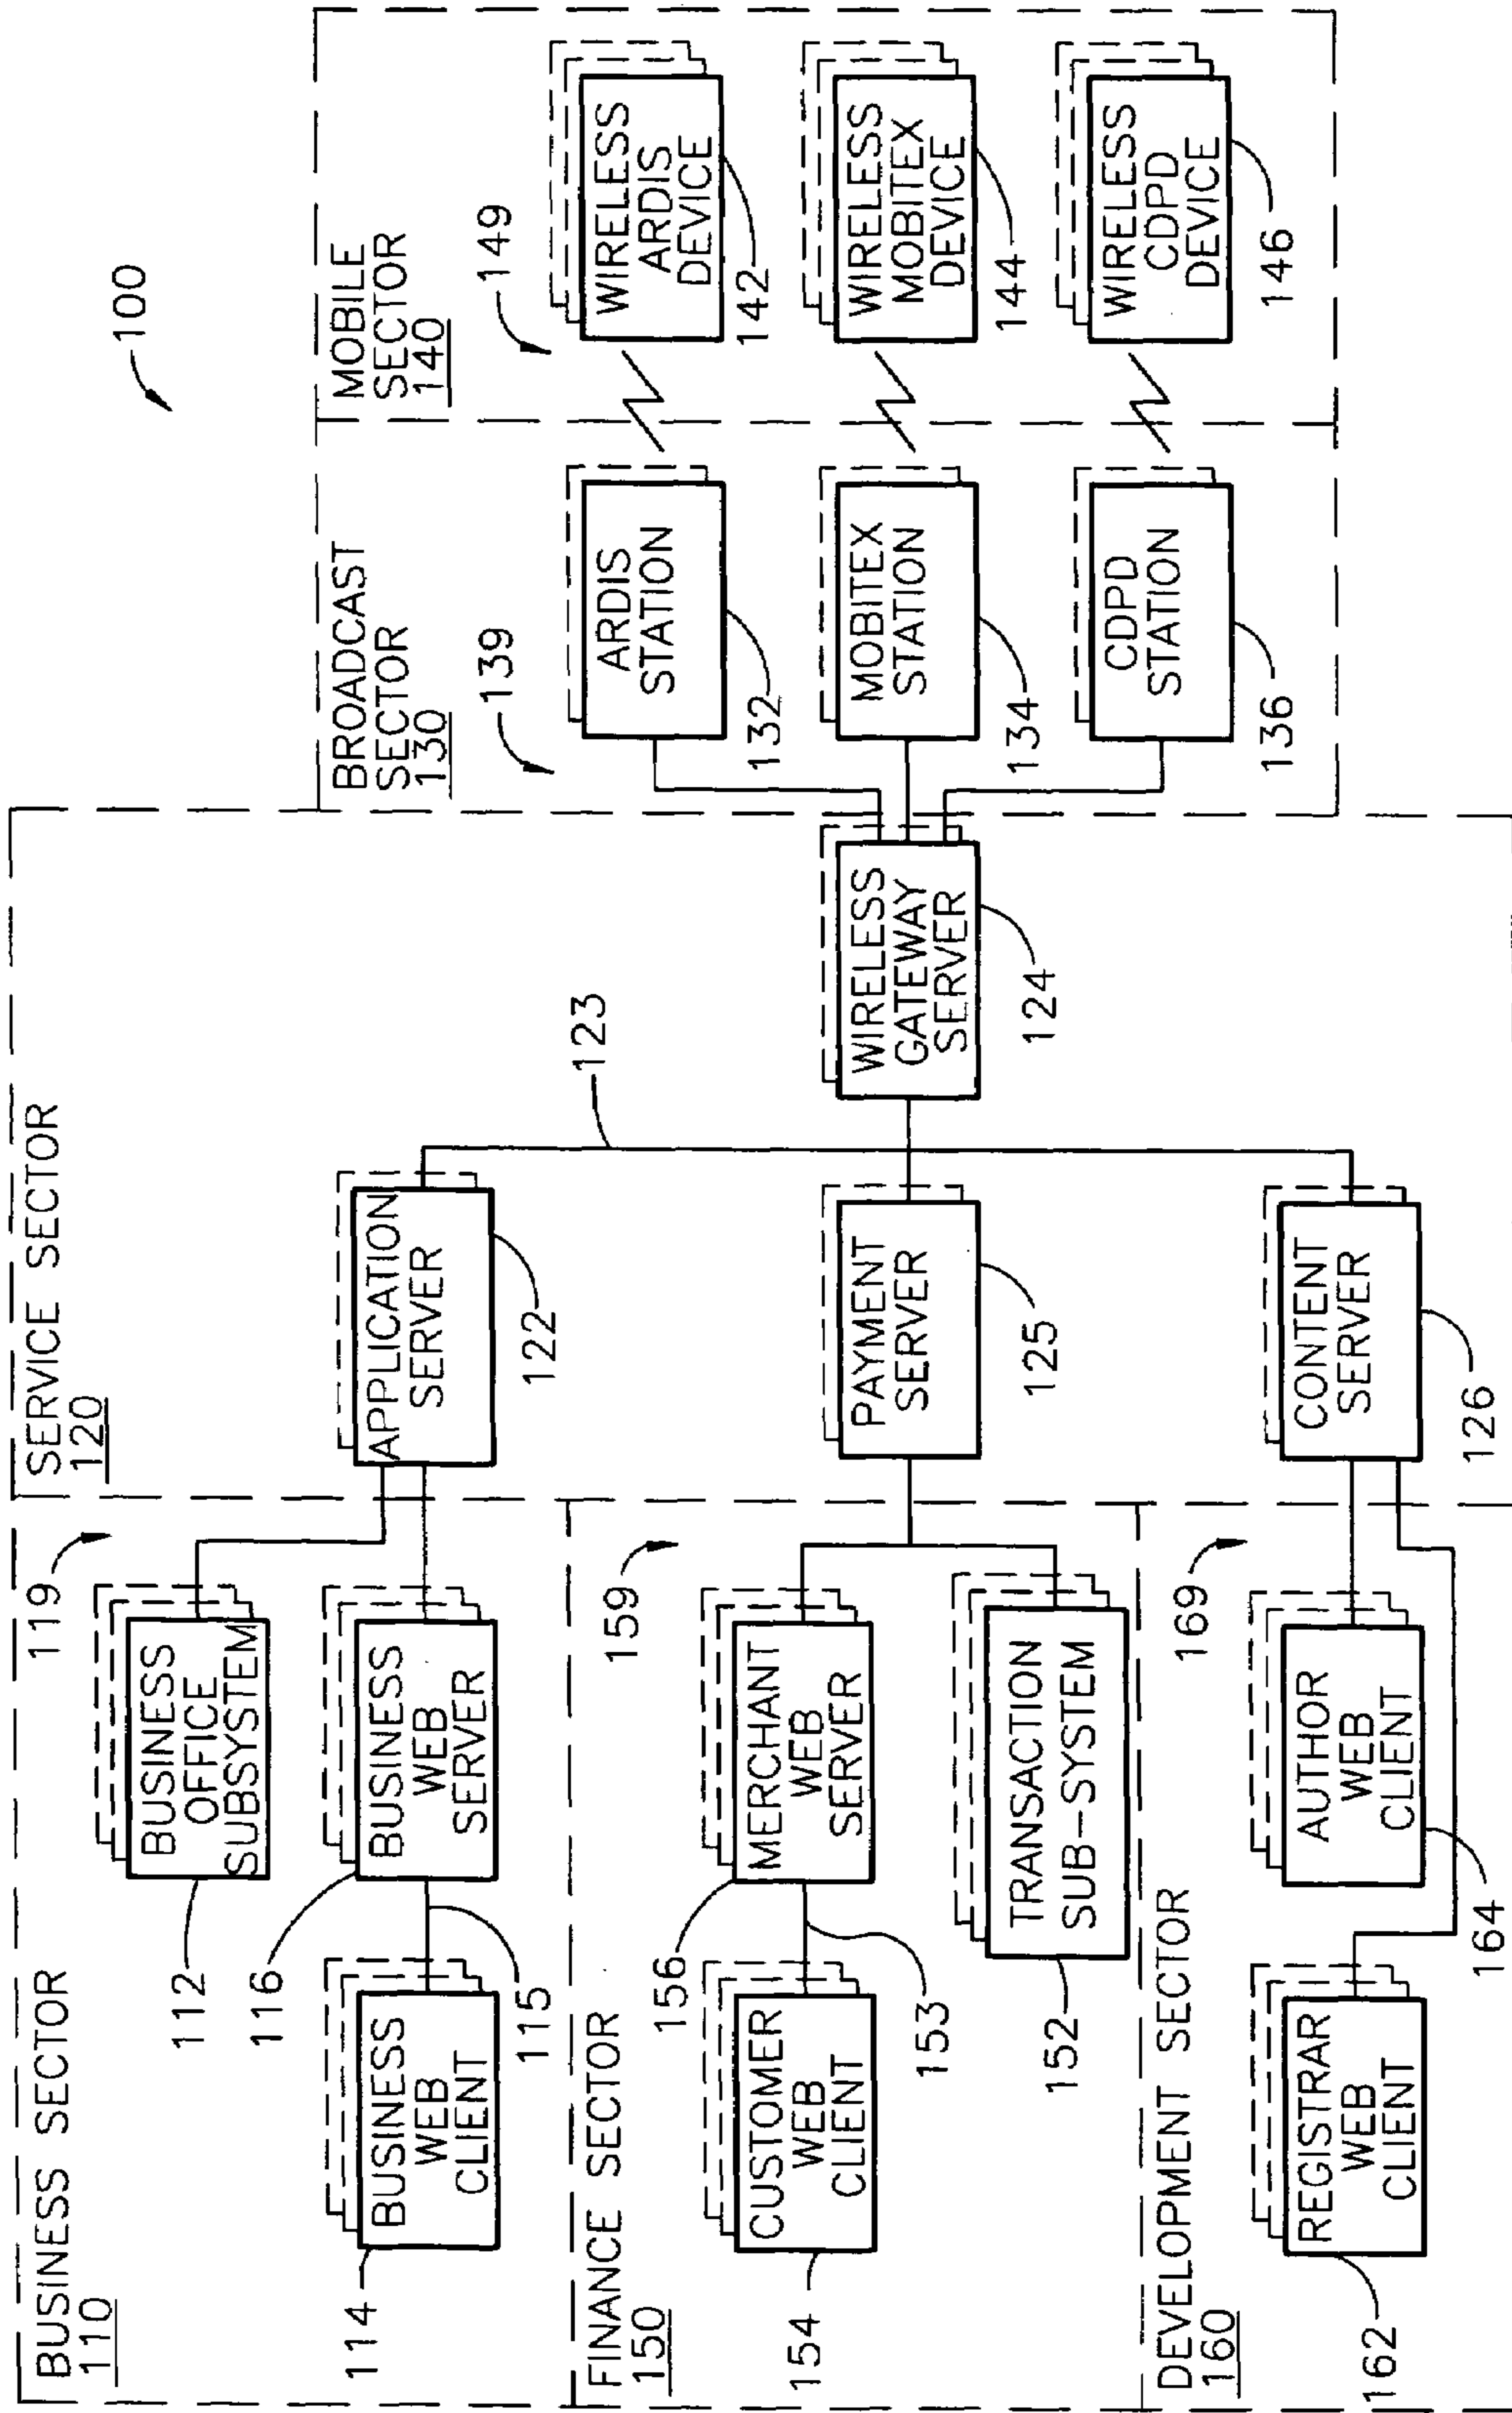 100
BUSINESS SECTOR
110
119
BUSINESS
OFFICE
SUBSYSTEM
112
116
BUSINESS
WEB
SERVER
115
BUSINESS
WEB
CLIENT
114
FINANCE SECTOR
150
159
156
MERCHANT
WEB
SERVER
153
CUSTOMER
WEB
CLIENT
154
TRANSACTION
SUB-SYSTEM
152
DEVELOPMENT SECTOR
160
169
AUTHOR
WEB
CLIENT
164
REGISTRAR
WEB
CLIENT
162
SERVICE SECTOR
120
APPLICATION
SERVER
122
123
PAYMENT
SERVER
125
CONTENT
SERVER
126
WIRELESS
GATEWAY
SERVER
124
BROADCAST
SECTOR
130
139
ARDIS
STATION
132
MOBITEX
STATION
134
CDPD
STATION
136
MOBILE
SECTOR
140
149
WIRELESS
ARDIS
DEVICE
142
WIRELESS
MOBITEX
DEVICE
144
WIRELESS
CDPD
DEVICE
146